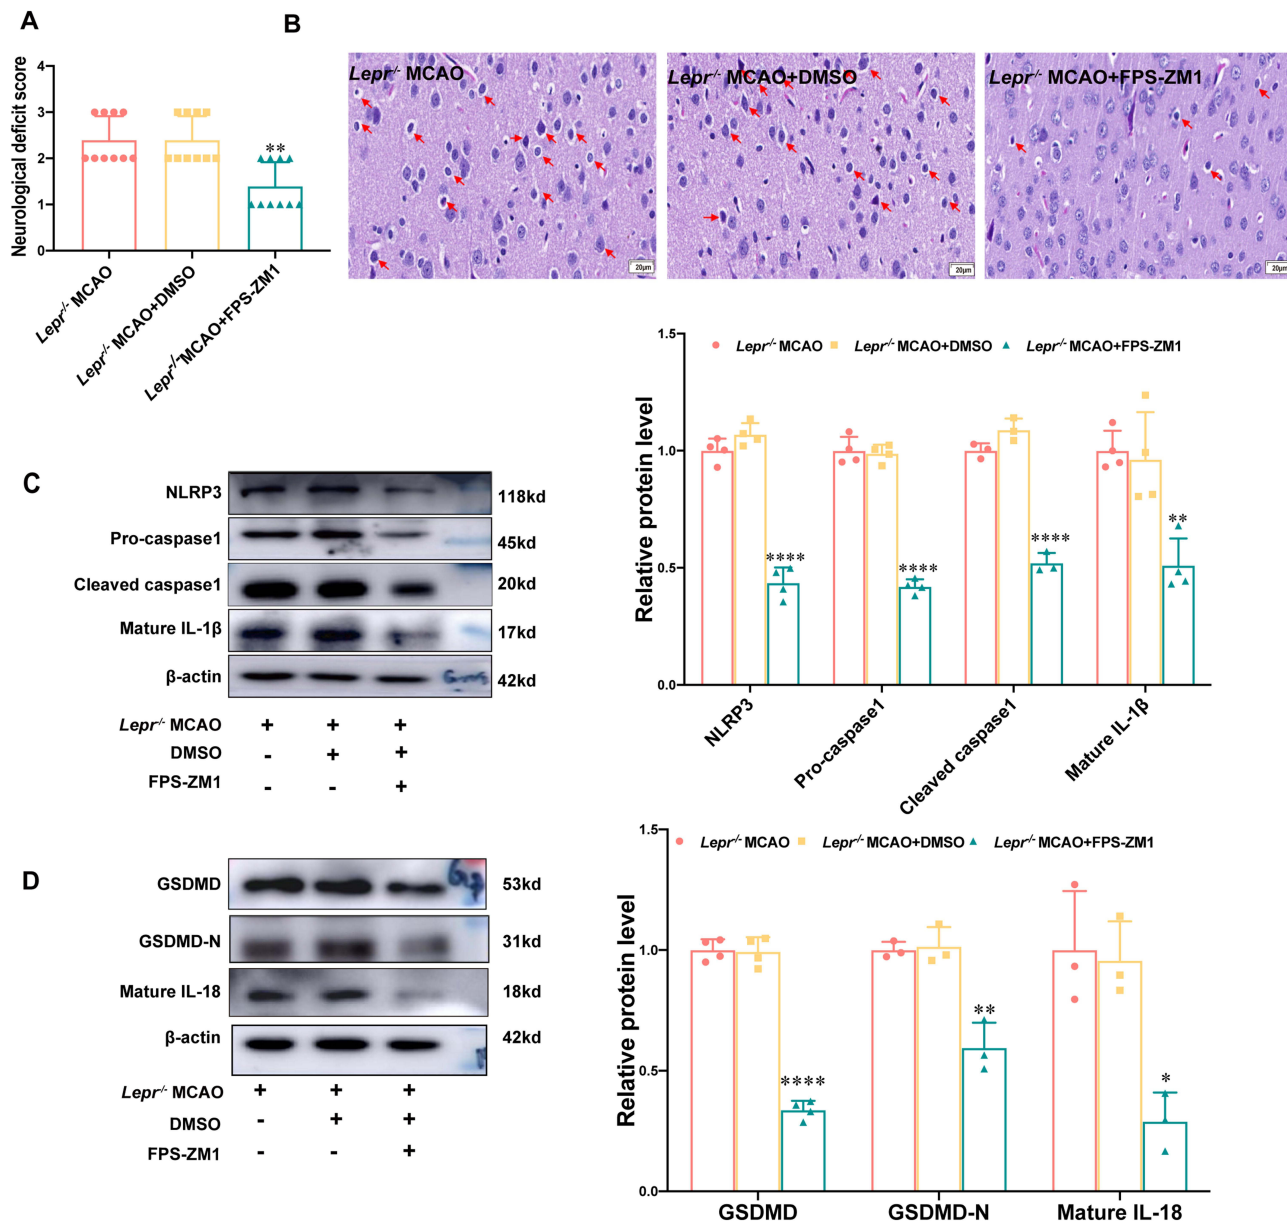 A
Neurological deficit score
4
3
2
1
0
**
Lepr-/- MCAO
Lepr-/- MCAO+DMSO
Lepr-/-MCAO+FPS-ZM1
B
Lepr-/- MCAO
Lepr-/- MCAO+DMSO
Lepr-/- MCAO+FPS-ZM1
20μm
20μm
20μm
C
NLRP3
118kd
Pro-caspase1
45kd
Cleaved caspase1
20kd
Mature IL-1β
17kd
β-actin
42kd
Lepr-/- MCAO + + +
DMSO - + +
FPS-ZM1 - - +
Relative protein level
1.5
1.0
0.5
0.0
Lepr-/- MCAO
Lepr-/- MCAO+DMSO
Lepr-/- MCAO+FPS-ZM1
****
****
****
**
NLRP3
Pro-caspase1
Cleaved caspase1
Mature IL-1β
D
GSDMD
53kd
GSDMD-N
31kd
Mature IL-18
18kd
β-actin
42kd
Lepr-/- MCAO + + +
DMSO - + +
FPS-ZM1 - - +
Relative protein level
1.5
1.0
0.5
0.0
Lepr-/- MCAO
Lepr-/- MCAO+DMSO
Lepr-/- MCAO+FPS-ZM1
****
**
*
GSDMD
GSDMD-N
Mature IL-18